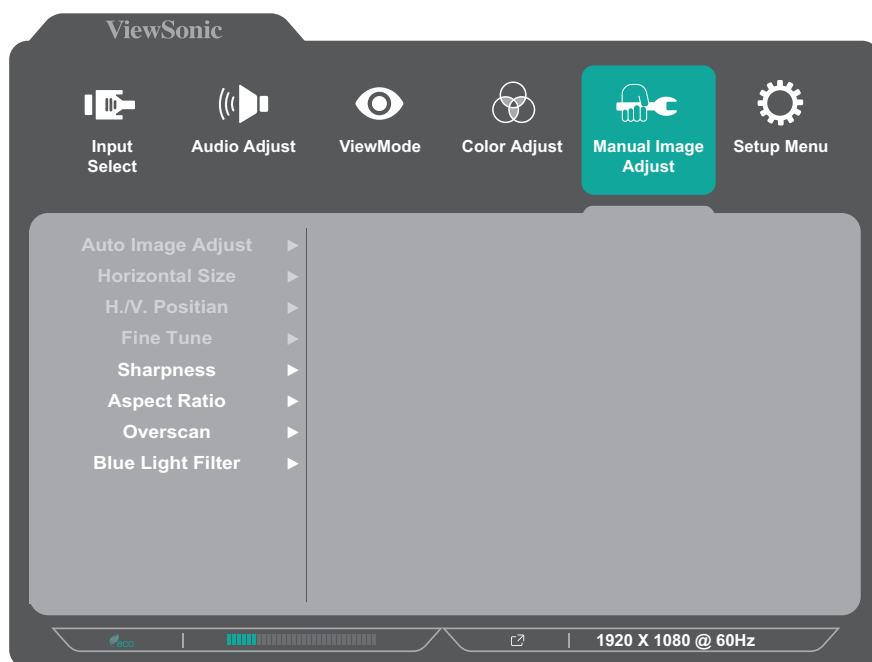 ViewSonic
Input
Select
Audio Adjust
ViewMode
Color Adjust
Manual Image
Adjust
Setup Menu
Auto Image Adjust
Horizontal Size
H./V. Positian
Fine Tune
Sharpness
Aspect Ratio
Overscan
Blue Light Filter
eco
1920 X 1080 @ 60Hz